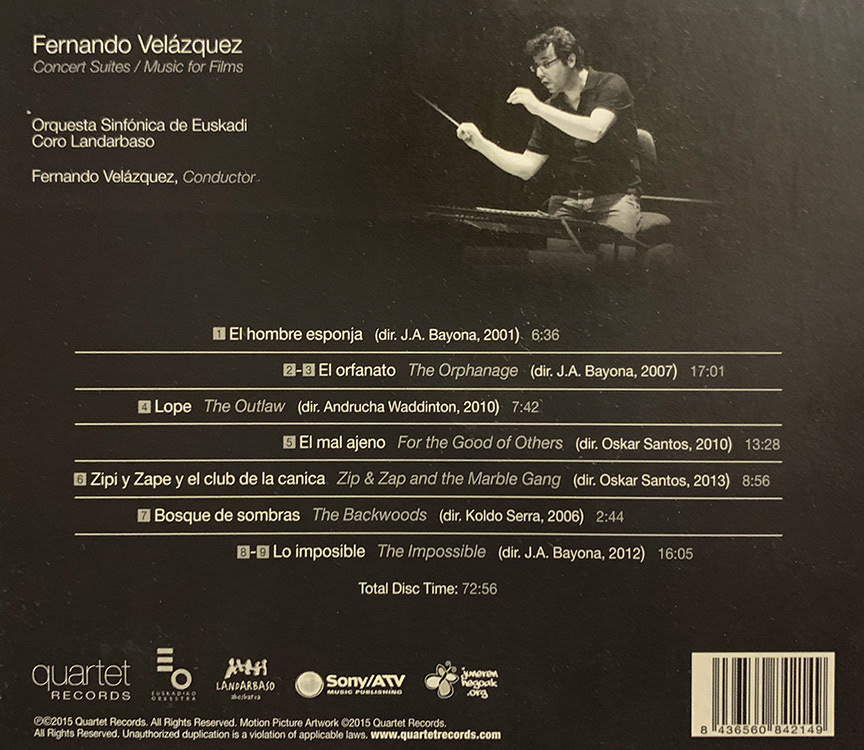 Fernando Velázquez
Concert Suites / Music for Films
Orquesta Sinfónica de Euskadi
Coro Landarbaso
Fernando Velázquez, Conductor
1 El hombre esponja (dir. J.A. Bayona, 2001) 6:36
2-3 El orfanato The Orphanage (dir. J.A. Bayona, 2007) 17:01
4 Lope The Outlaw (dir. Andrucha Waddinton, 2010) 7:42
5 El mal ajeno For the Good of Others (dir. Oskar Santos, 2010) 13:28
6 Zipi y Zape y el club de la canica Zip & Zap and the Marble Gang (dir. Oskar Santos, 2013) 8:56
7 Bosque de sombras The Backwoods (dir. Koldo Serra, 2006) 2:44
8-9 Lo imposible The Impossible (dir. J.A. Bayona, 2012) 16:05
Total Disc Time: 72:56
quartet
RECORDS
EO
EUSKADIKO
ORKESTRA
LANDARBASO
abesbatza
Sony/ATV
MUSIC PUBLISHING
juneren
hegoak
.org
8 436560 842149
℗©2015 Quartet Records. All Rights Reserved. Motion Picture Artwork ©2015 Quartet Records.
All Rights Reserved. Unauthorized duplication is a violation of applicable laws. www.quartetrecords.com